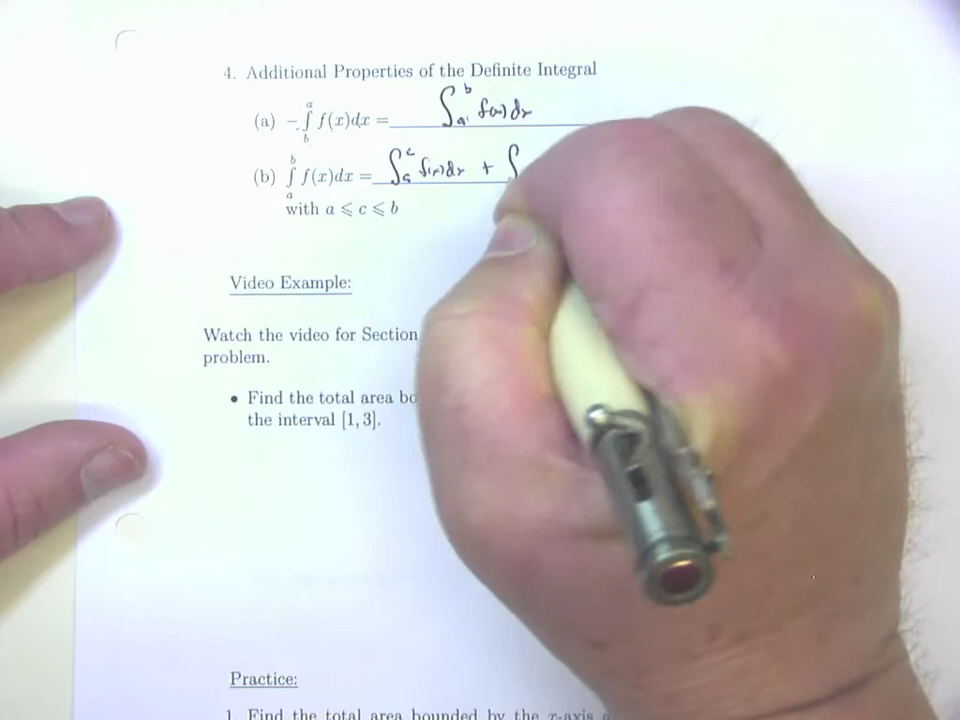 4. Additional Properties of the Definite Integral
(a) −∫_b^a f(x)dx = ∫_a^b f(x)dx
(b) ∫_a^b f(x)dx = ∫_a^c f(x)dx + ∫
with a ⩽ c ⩽ b
Video Example:
Watch the video for Section
problem.
• Find the total area
the interval [1, 3].
Practice:
1. Find the total area bounded by the x-axis